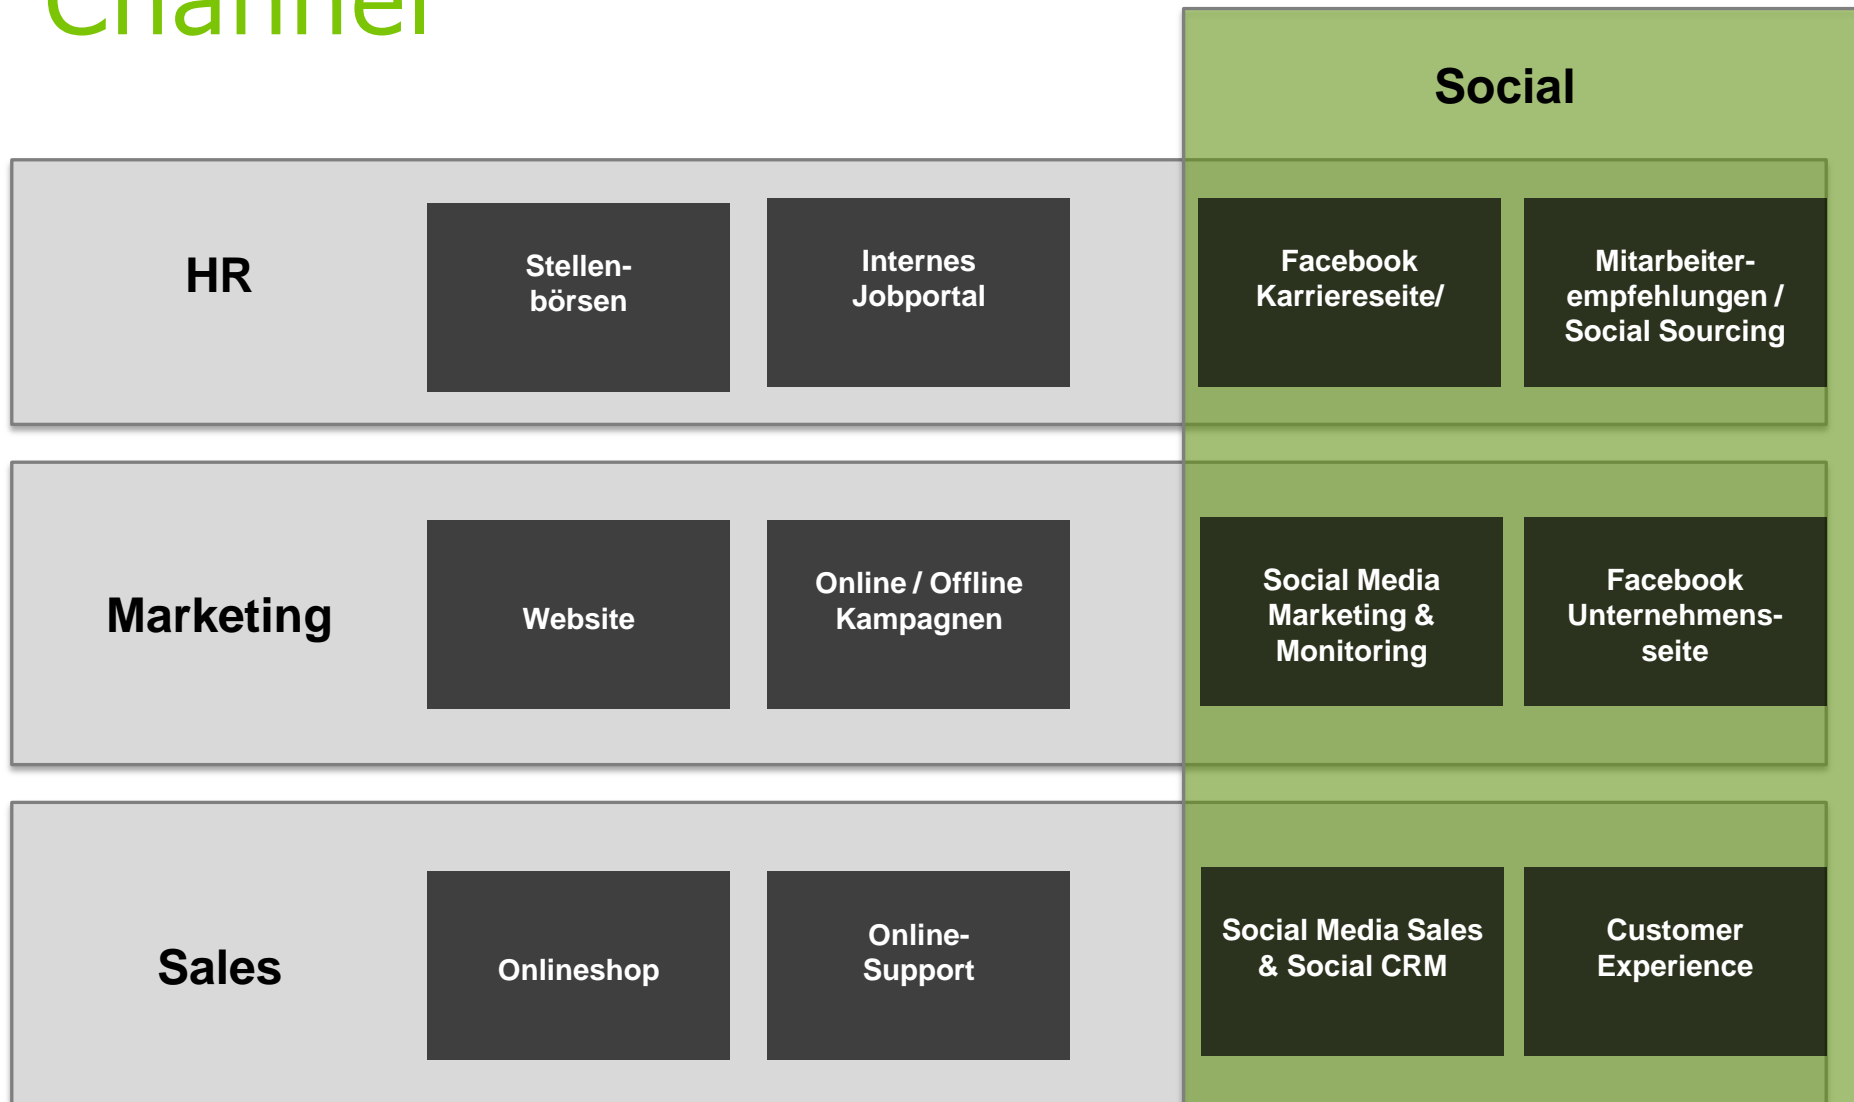 Channel
Social
HR
Stellen-
börsen
Internes
Jobportal
Facebook
Karriereseite/
Mitarbeiter-
empfehlungen /
Social Sourcing
Marketing
Website
Online / Offline
Kampagnen
Social Media
Marketing &
Monitoring
Facebook
Unternehmens-
seite
Sales
Onlineshop
Online-
Support
Social Media Sales
& Social CRM
Customer
Experience